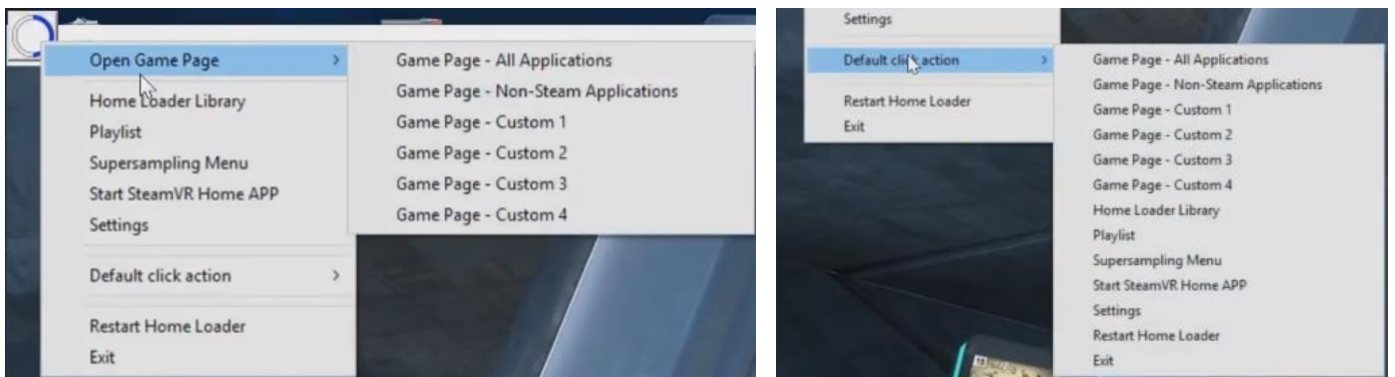 Open Game Page
Home Loader Library
Playlist
Supersampling Menu
Start SteamVR Home APP
Settings
Default click action
Restart Home Loader
Exit
Game Page - All Applications
Game Page - Non-Steam Applications
Game Page - Custom 1
Game Page - Custom 2
Game Page - Custom 3
Game Page - Custom 4
Settings
Default click action
Restart Home Loader
Exit
Game Page - All Applications
Game Page - Non-Steam Applications
Game Page - Custom 1
Game Page - Custom 2
Game Page - Custom 3
Game Page - Custom 4
Home Loader Library
Playlist
Supersampling Menu
Start SteamVR Home APP
Settings
Restart Home Loader
Exit